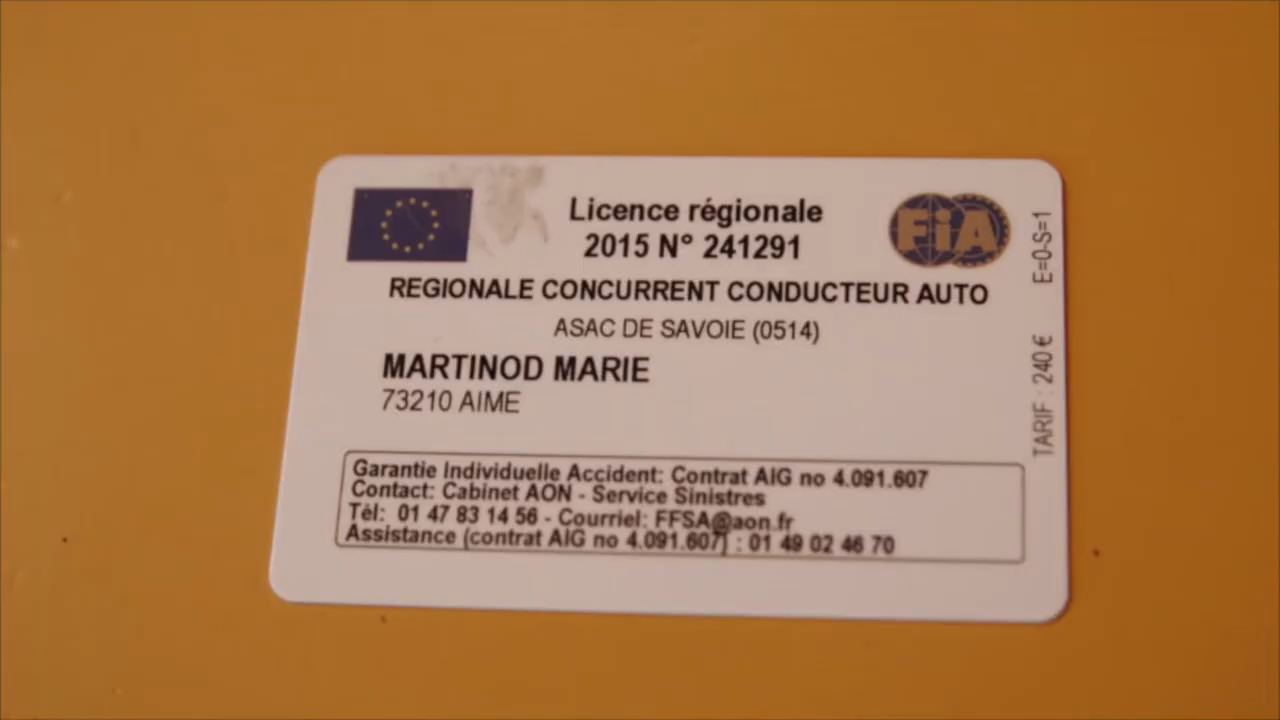 Licence régionale
2015 N° 241291
FiA
REGIONALE CONCURRENT CONDUCTEUR AUTO
ASAC DE SAVOIE (0514)
MARTINOD MARIE
73210 AIME
Garantie Individuelle Accident: Contrat AIG no 4.091.607
Contact: Cabinet AON - Service Sinistres
Tèl: 01 47 83 14 56 - Courriel: FFSA@aon.fr
Assistance (contrat AIG no 4.091.607) : 01 49 02 46 70
TARIF : 240 € E=0-S=1